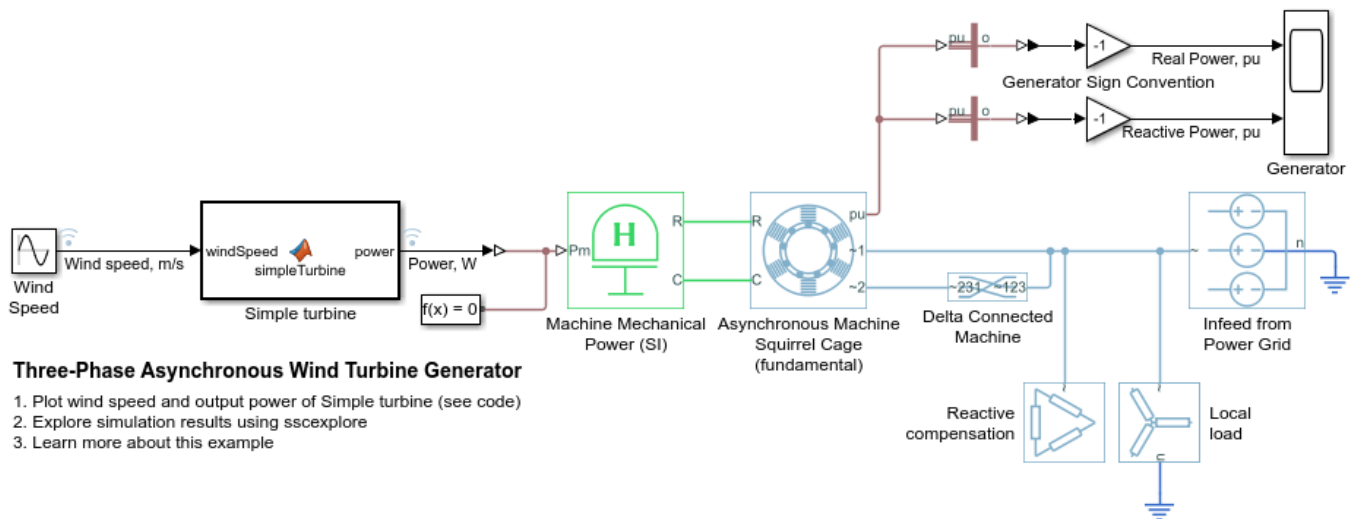 pu o
-1
Real Power, pu
Generator Sign Convention
pu o
-1
Reactive Power, pu
Generator
Wind speed, m/s
Wind
Speed
windSpeed
simpleTurbine
power
Simple turbine
Power, W
f(x) = 0
Pm
H
R
C
Machine Mechanical
Power (SI)
R
C
pu
~1
~2
Asynchronous Machine
Squirrel Cage
(fundamental)
~231 ~123
Delta Connected
Machine
~
n
Infeed from
Power Grid
Three-Phase Asynchronous Wind Turbine Generator
1. Plot wind speed and output power of Simple turbine (see code)
2. Explore simulation results using sscexplore
3. Learn more about this example
~
Reactive
compensation
~
n
Local
load